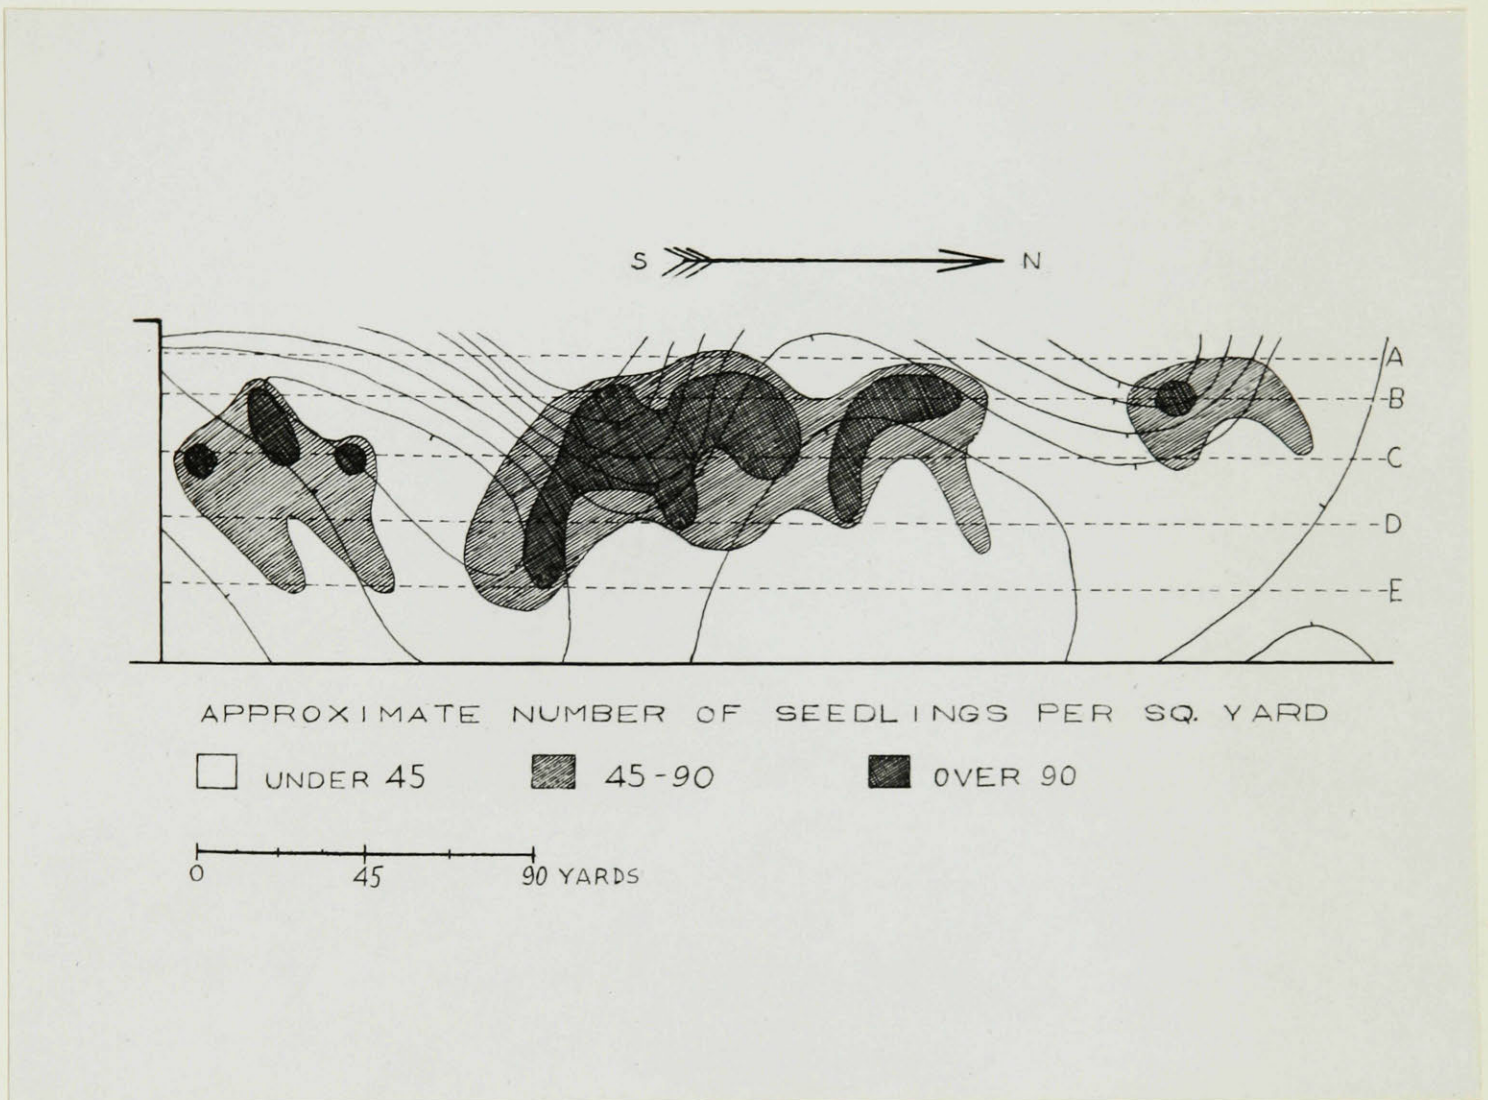 S N
A
B
C
D
E
APPROXIMATE NUMBER OF SEEDLINGS PER SQ. YARD
UNDER 45 45-90 OVER 90
0 45 90 YARDS